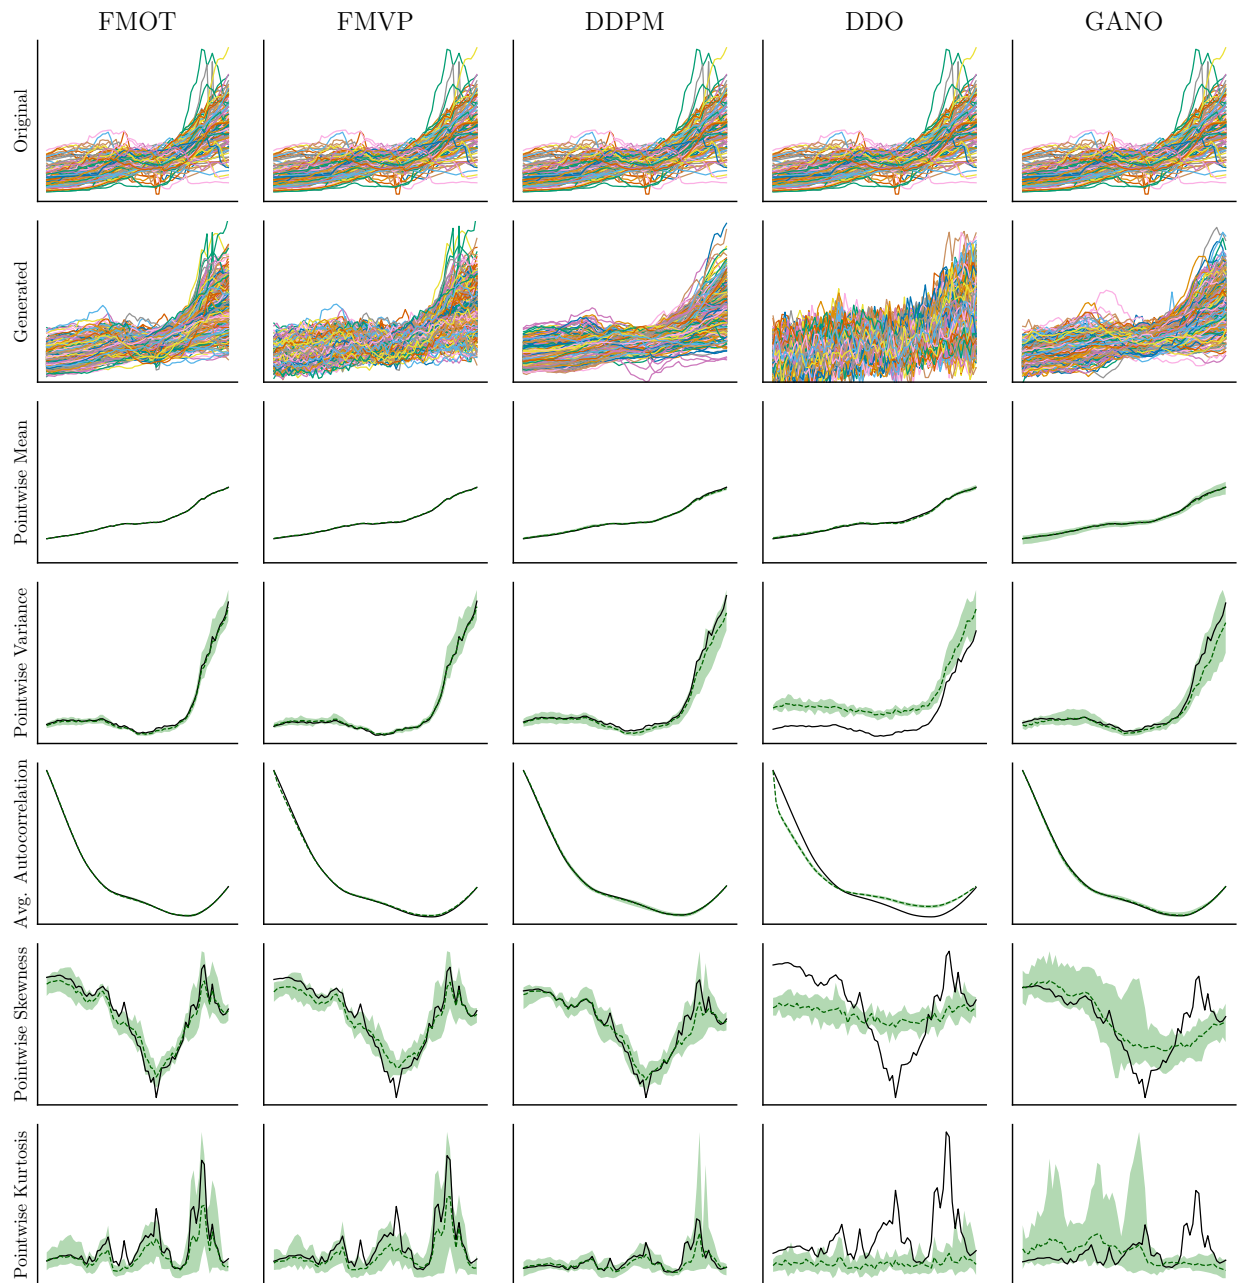 FMOT FMVP DDPM DDO GANO
Original
Generated
Pointwise Mean
Pointwise Variance
Avg. Autocorrelation
Pointwise Skewness
Pointwise Kurtosis